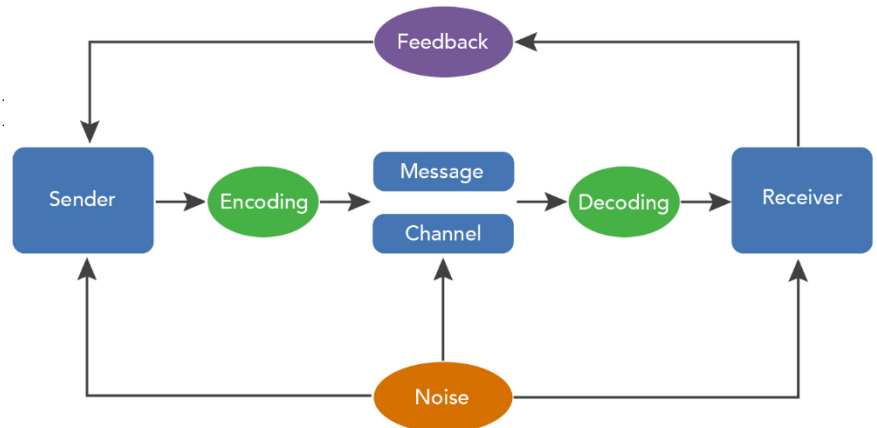 Feedback
Sender
Encoding
Message
Channel
Decoding
Receiver
Noise